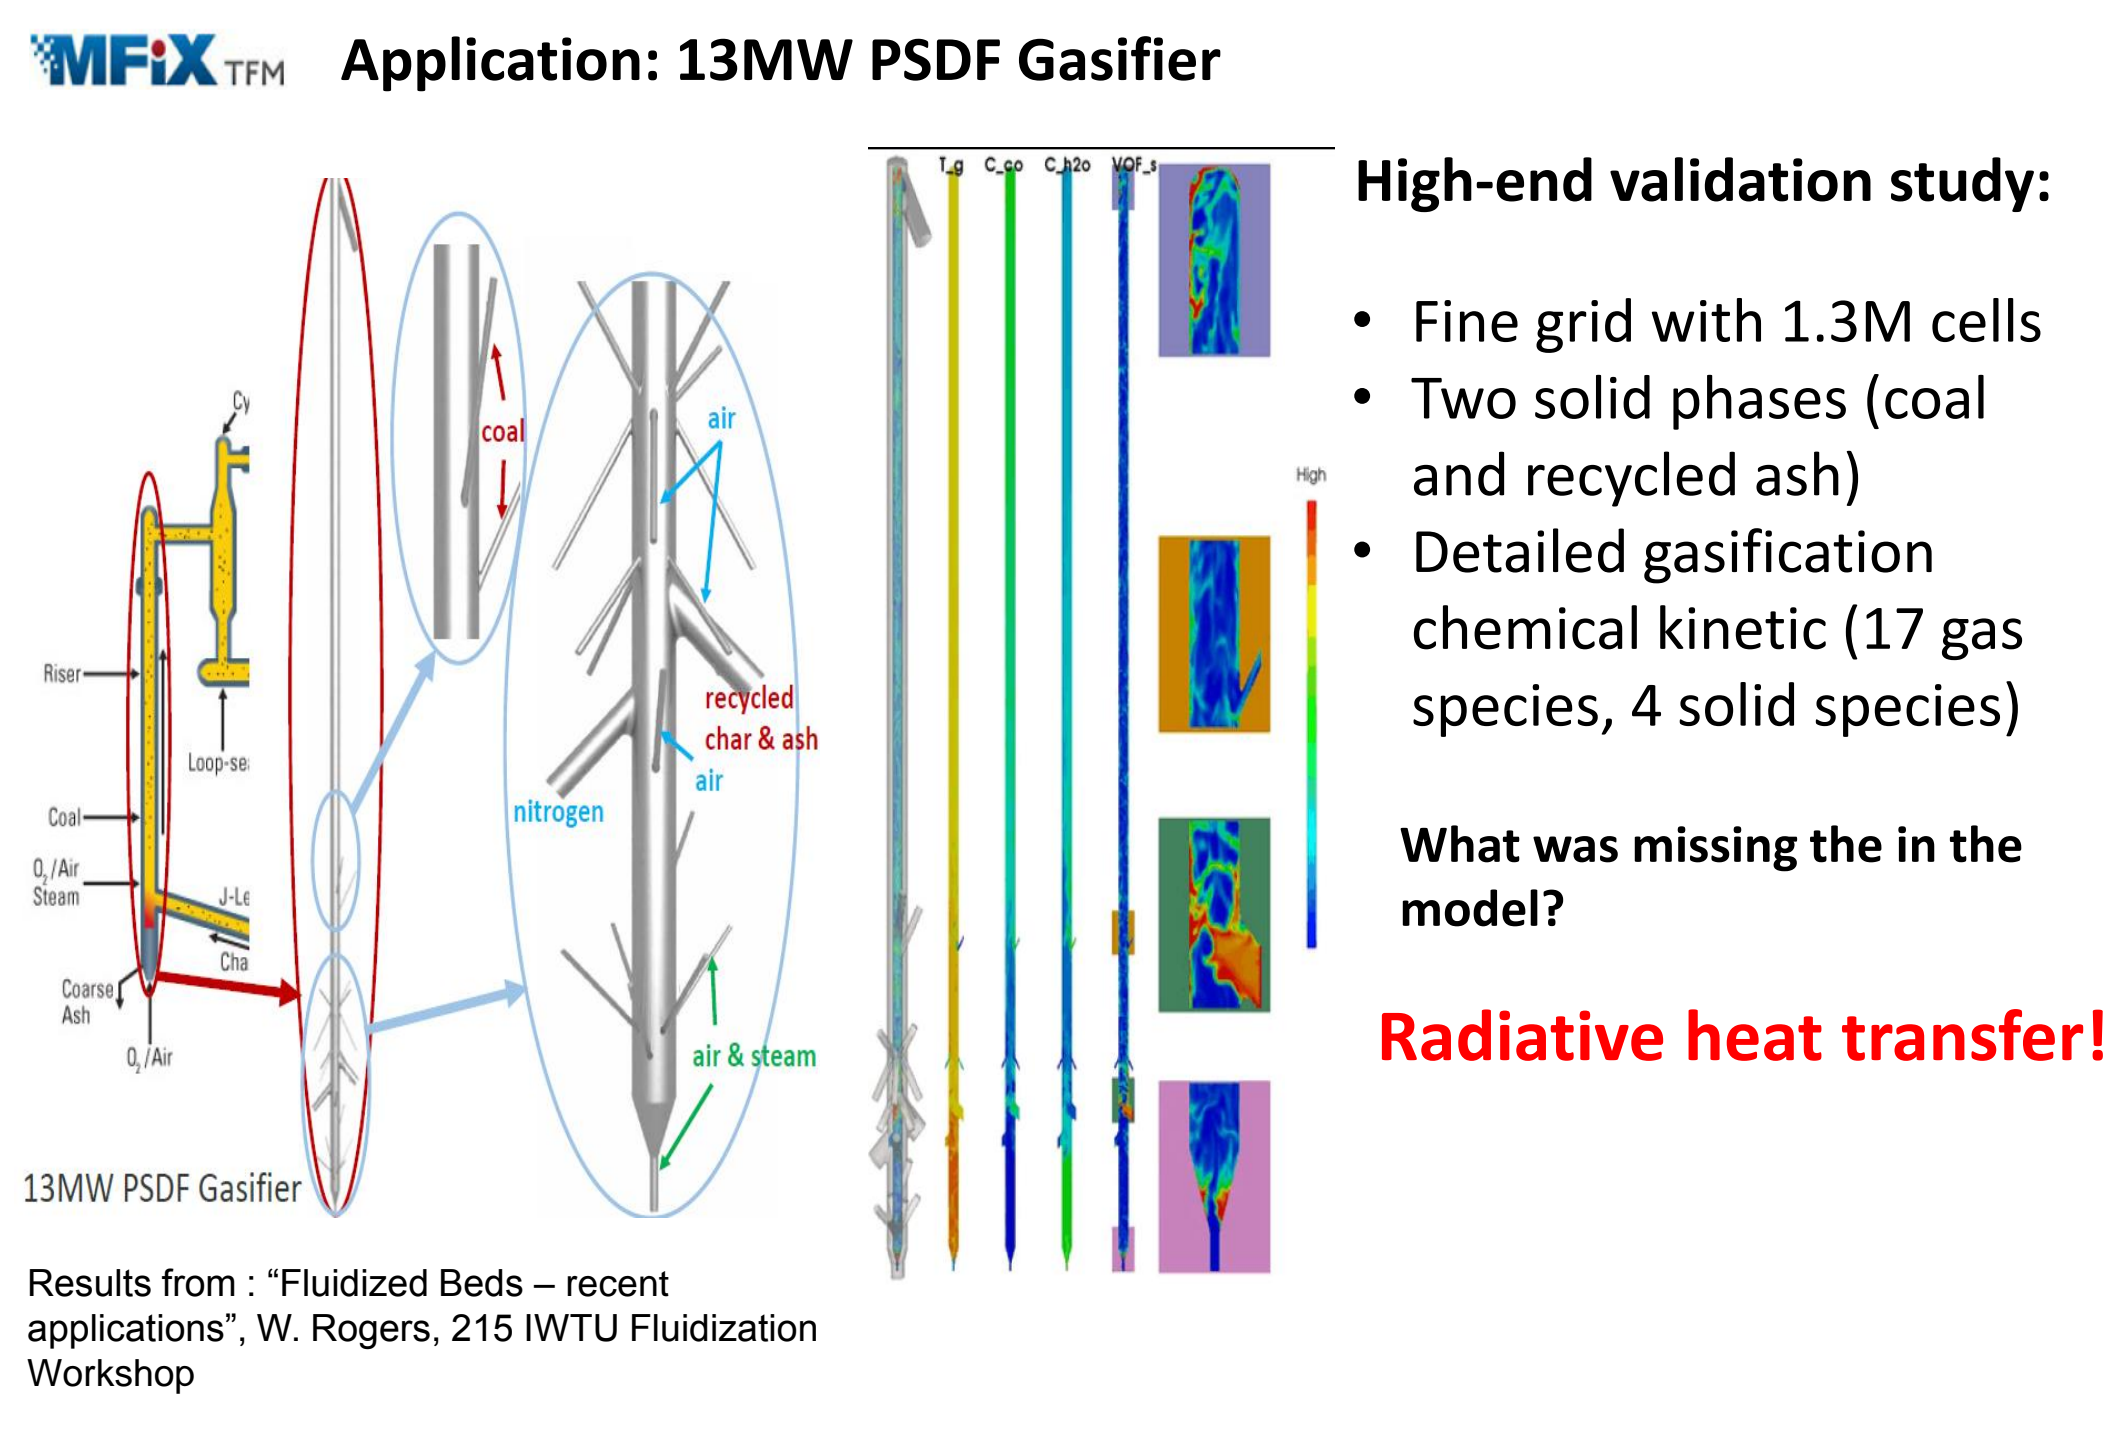 MFiX TFM
Application: 13MW PSDF Gasifier
T_g C_co C_h2o VOF_s
High-end validation study:
• Fine grid with 1.3M cells
• Two solid phases (coal
and recycled ash)
• Detailed gasification
chemical kinetic (17 gas
species, 4 solid species)
What was missing the in the
model?
Radiative heat transfer!
High
Cy
Riser
Loop-se
Coal
O2/Air
Steam
J-Le
Cha
Coarse
Ash
O2/Air
coal
air
recycled
char & ash
air
nitrogen
air & steam
13MW PSDF Gasifier
Results from : “Fluidized Beds – recent
applications”, W. Rogers, 215 IWTU Fluidization
Workshop